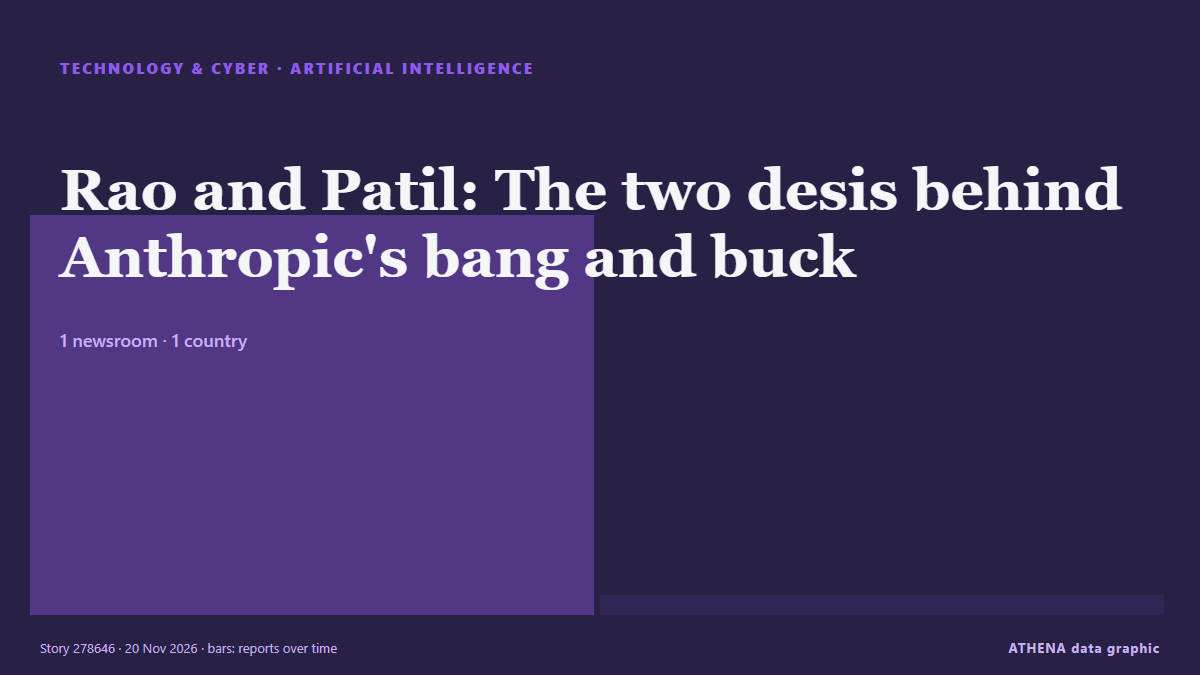 TECHNOLOGY & CYBER · ARTIFICIAL INTELLIGENCE
Rao and Patil: The two desis behind
Anthropic's bang and buck
1 newsroom · 1 country
Story 278646 · 20 Nov 2026 · bars: reports over time
ATHENA data graphic